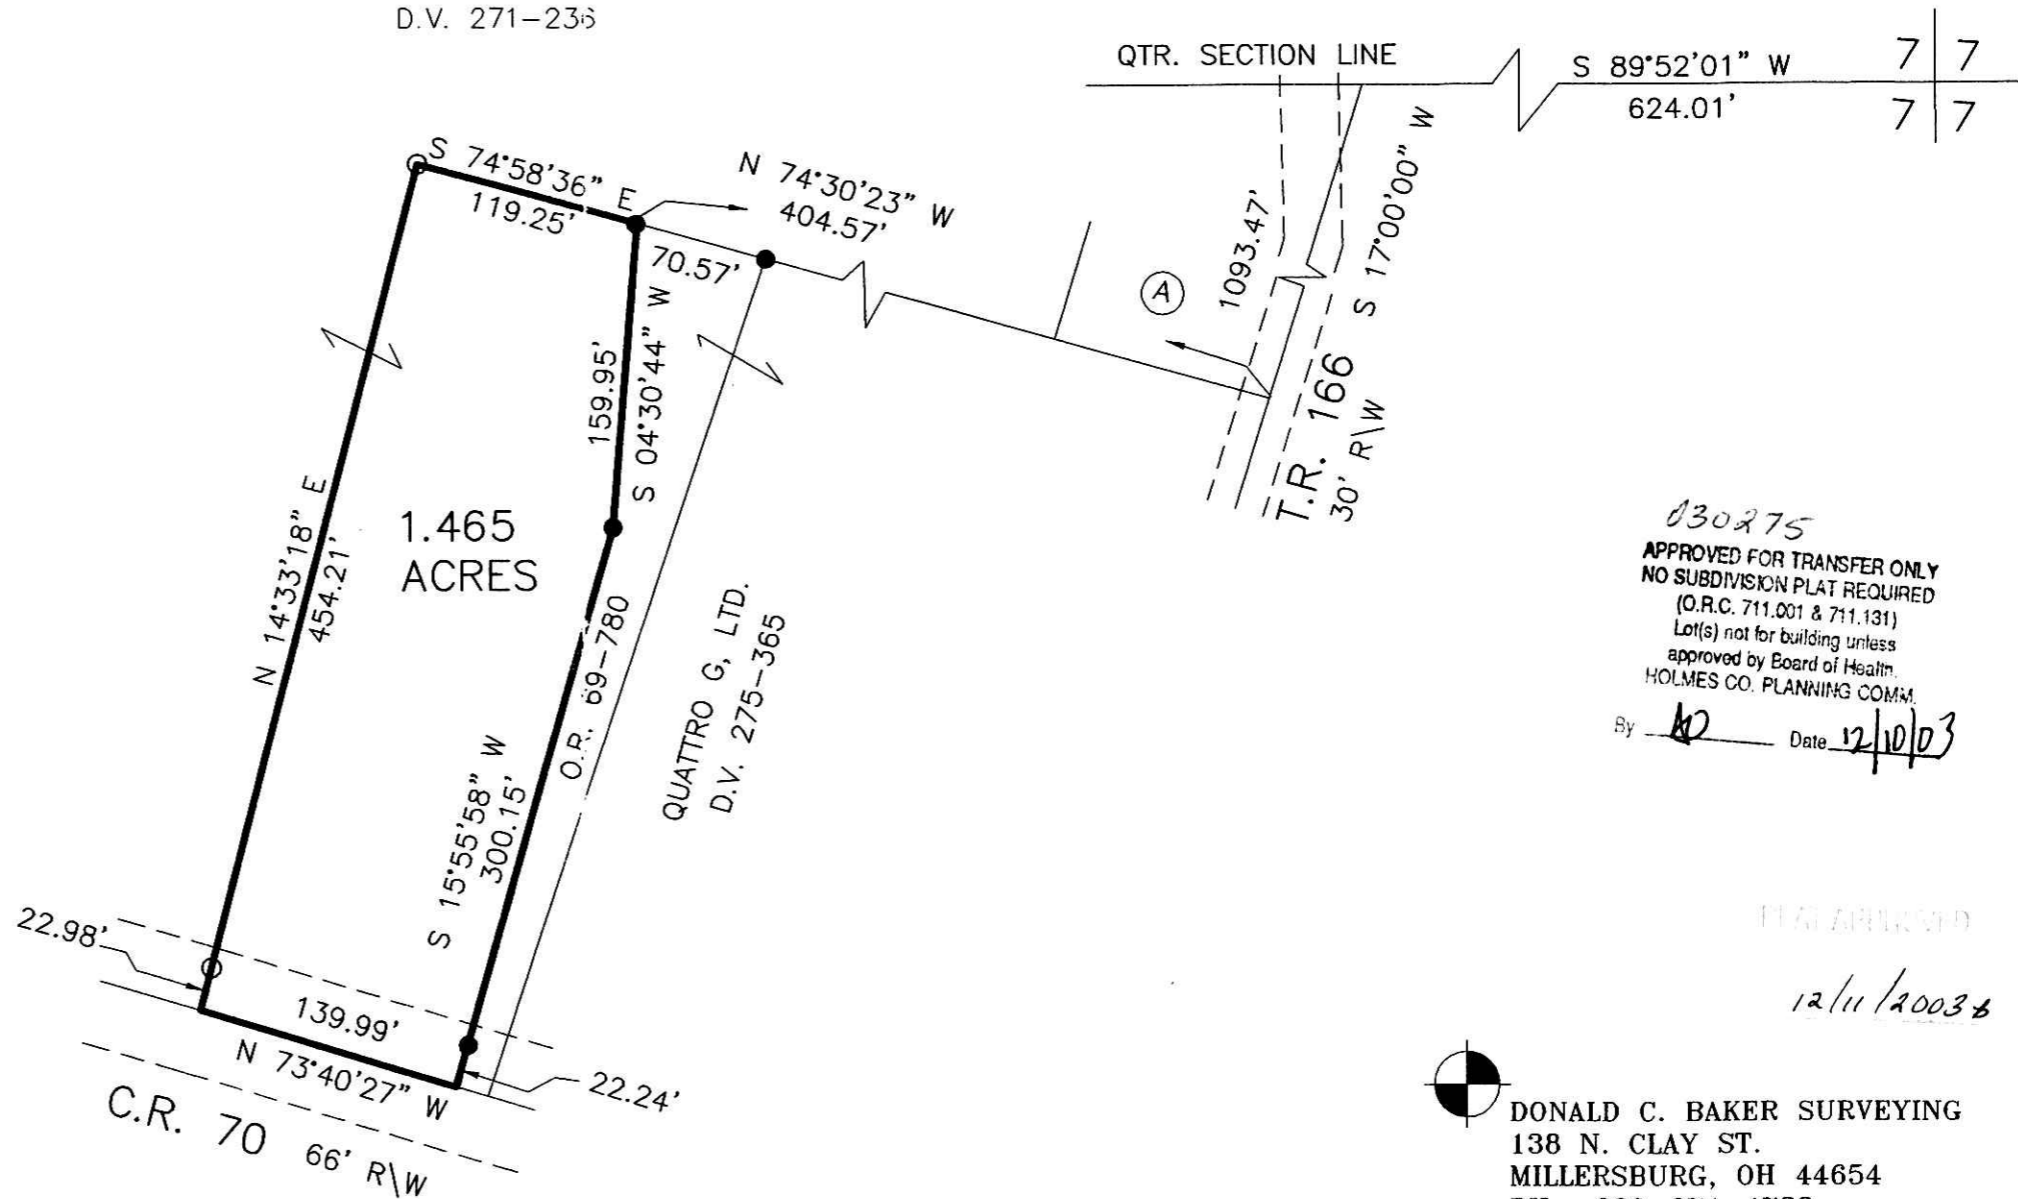 D.V. 271-236
QTR. SECTION LINE
S 89°52'01" W
624.01'
7 7
7 7
S 74°58'36" E
119.25'
N 74°30'23" W
404.57'
70.57'
A
1093.47'
S 17°00'00" W
T.R. 166
30' R\W
159.95'
S 04°30'44" W
N 14°33'18" E
454.21'
1.465
ACRES
O.R. 69-780
QUATTRO G, LTD.
D.V. 275-365
S 15°55'58" W
300.15'
22.98'
139.99'
N 73°40'27" W
22.24'
C.R. 70
66' R\W
030275
APPROVED FOR TRANSFER ONLY
NO SUBDIVISION PLAT REQUIRED
(O.R.C. 711.001 & 711.131)
Lot(s) not for building unless
approved by Board of Health.
HOLMES CO. PLANNING COMM.
By Date 12/10/03
PLAT APPROVED
12/11/2003
DONALD C. BAKER SURVEYING
138 N. CLAY ST.
MILLERSBURG, OH 44654